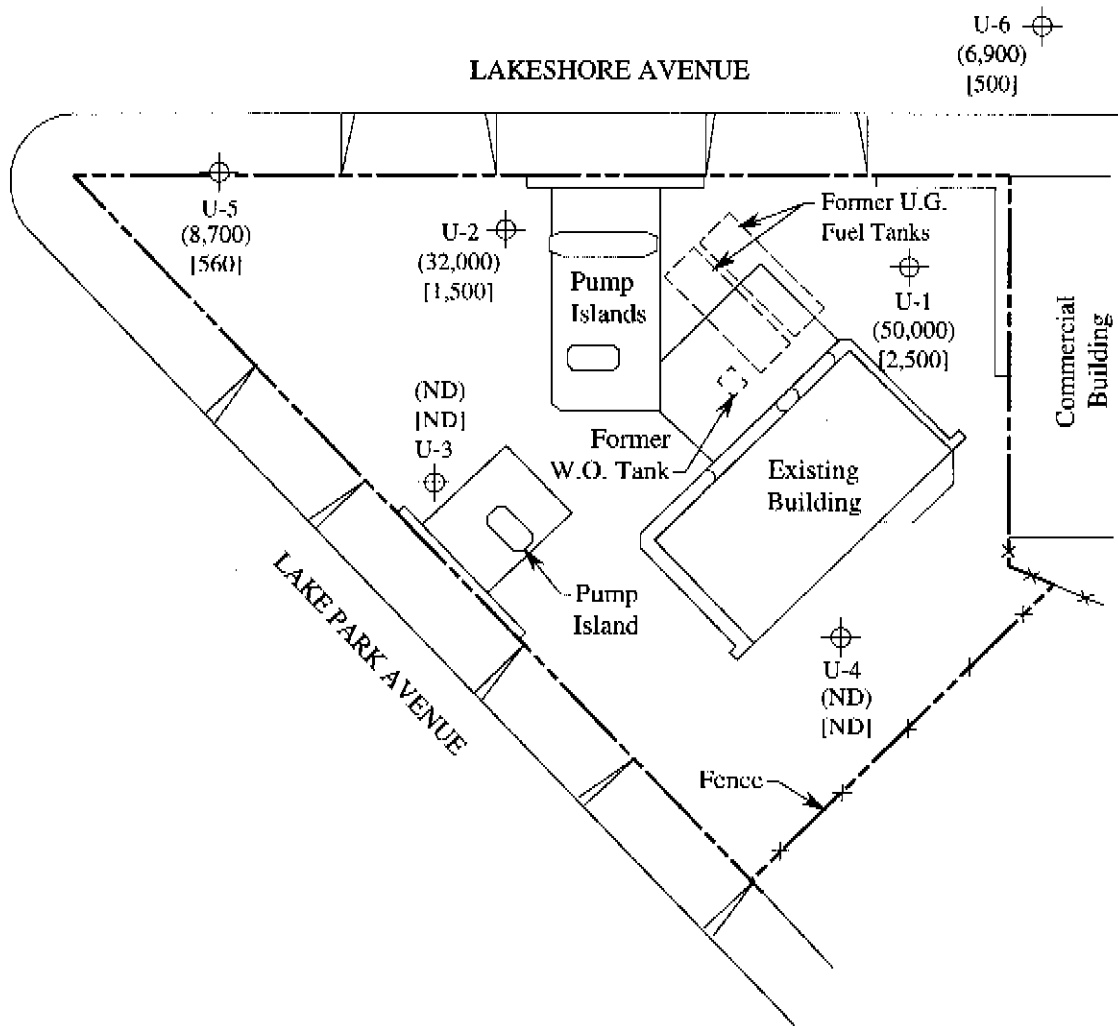 U-6
(6,900)
[500]
LAKESHORE AVENUE
U-5
(8,700)
[560]
U-2
(32,000)
[1,500]
Pump
Islands
Former U.G.
Fuel Tanks
U-1
(50,000)
[2,500]
Commercial
Building
(ND)
[ND]
U-3
Former
W.O. Tank
Existing
Building
Pump
Island
LAKE PARK AVENUE
U-4
(ND)
[ND]
Fence